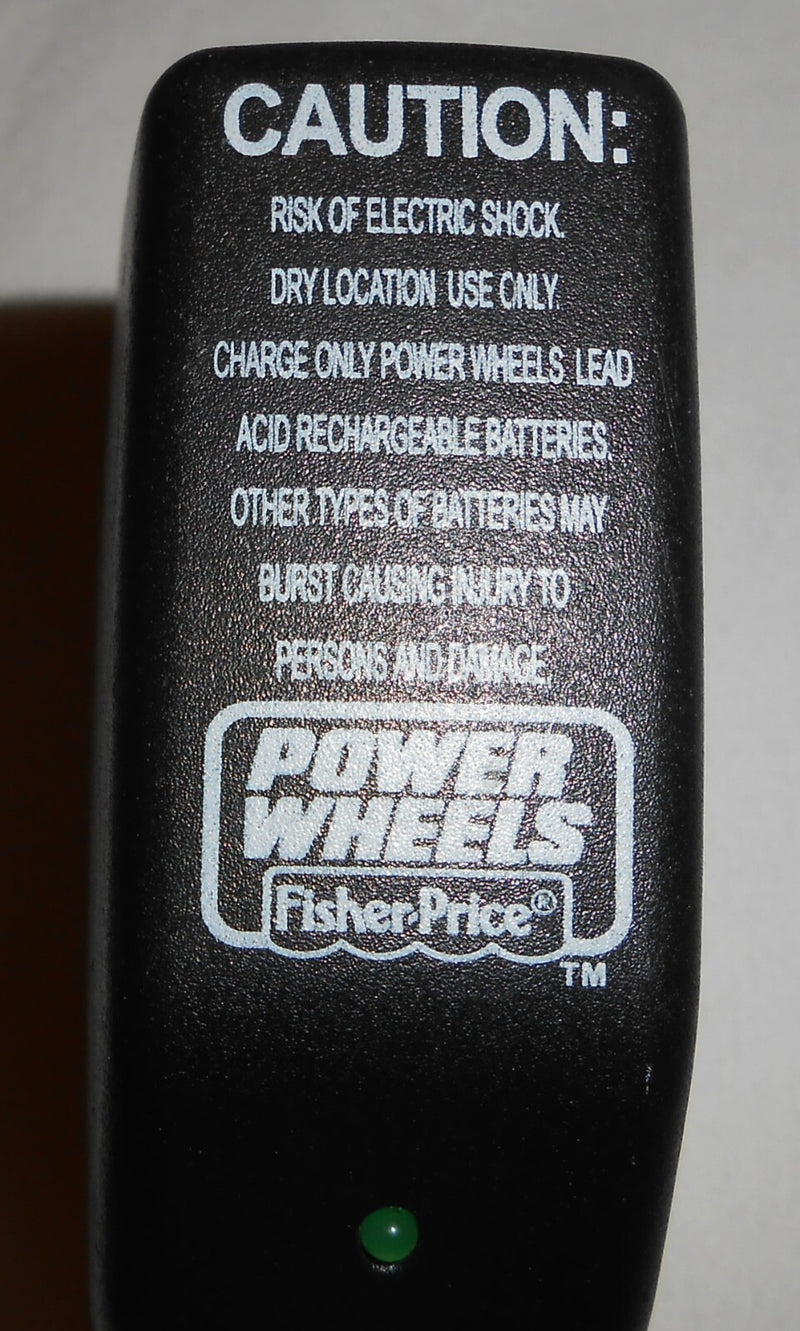 CAUTION:
RISK OF ELECTRIC SHOCK.
DRY LOCATION USE ONLY.
CHARGE ONLY POWER WHEELS LEAD
ACID RECHARGEABLE BATTERIES.
OTHER TYPES OF BATTERIES MAY
BURST CAUSING INJURY TO
PERSONS AND DAMAGE.
POWER
WHEELS
Fisher-Price®
TM